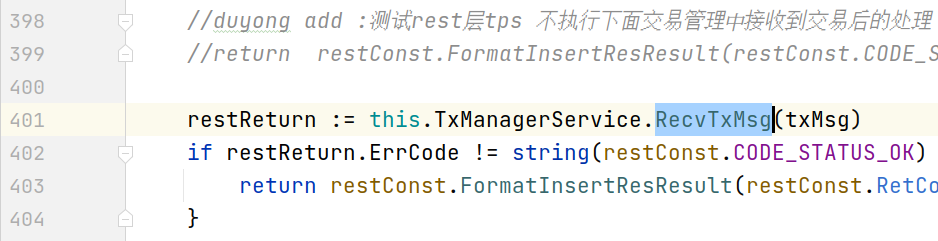 398 //duyong add :测试rest层tps 不执行下面交易管理中接收到交易后的处理
399 //return  restConst.FormatInsertResResult(restConst.CODE_S
400
401 restReturn := this.TxManagerService.RecvTxMsg(txMsg)
402 if restReturn.ErrCode != string(restConst.CODE_STATUS_OK)
403 return restConst.FormatInsertResResult(restConst.RetCo
404 }